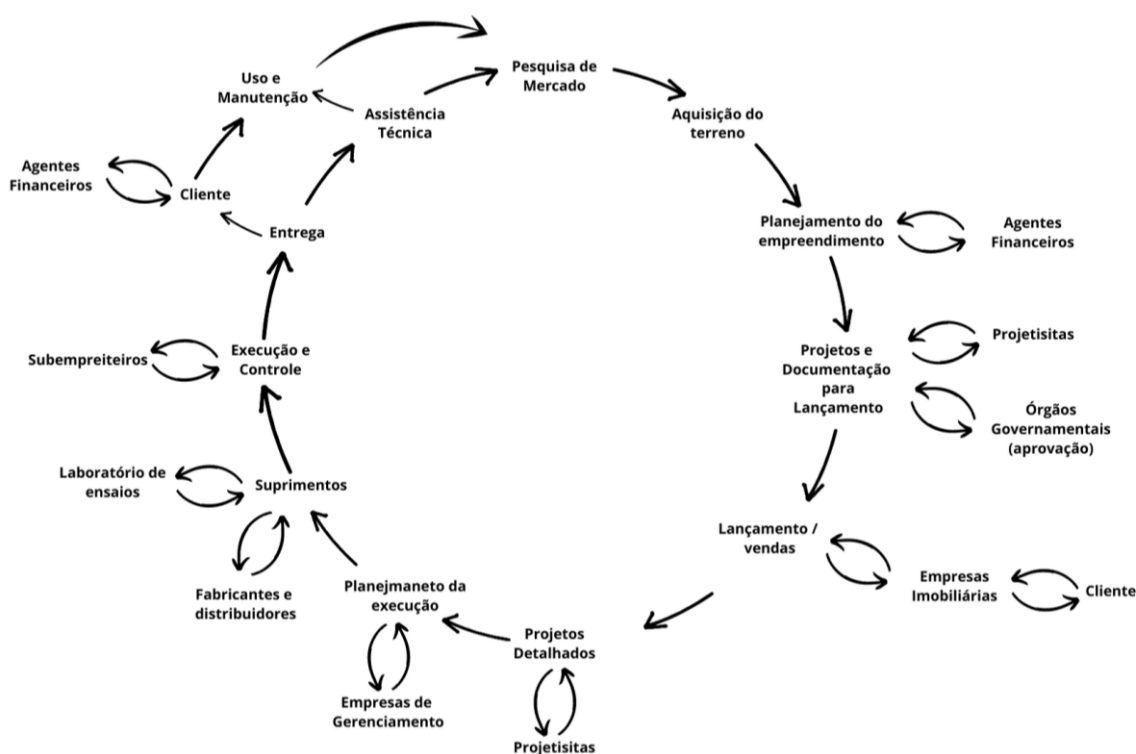 Pesquisa de
Mercado
Aquisição do
terreno
Planejamento do
empreendimento
Agentes
Financeiros
Projetos e
Documentação
para
Lançamento
Projetisitas
Órgãos
Governamentais
(aprovação)
Lançamento /
vendas
Empresas
Imobiliárias
Cliente
Projetos
Detalhados
Projetisitas
Planejmaneto da
execução
Empresas de
Gerenciamento
Suprimentos
Laboratório de
ensaios
Fabricantes e
distribuidores
Execução e
Controle
Subempreiteiros
Entrega
Cliente
Agentes
Financeiros
Assistência
Técnica
Uso e
Manutenção